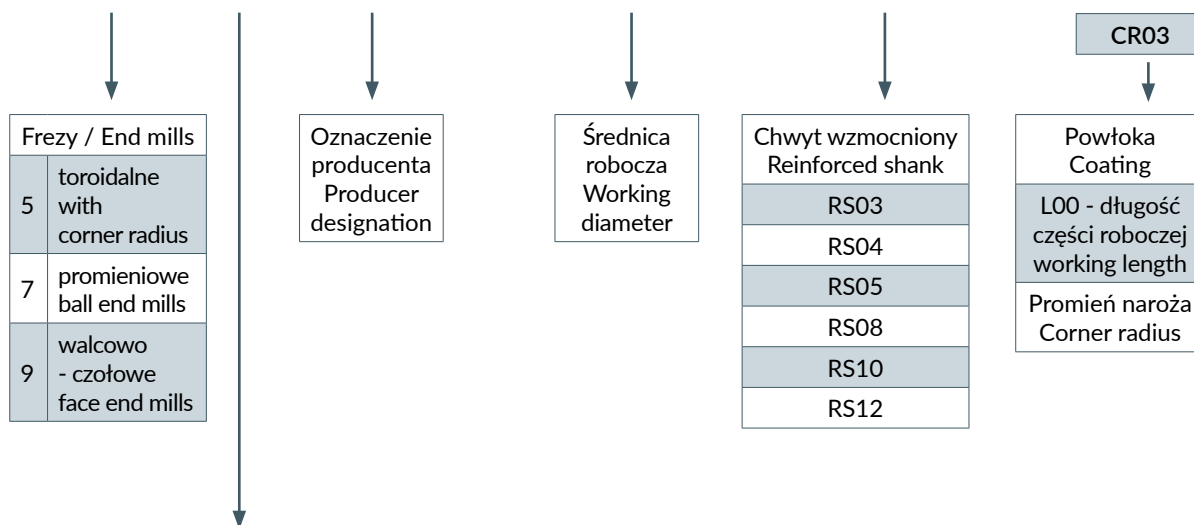 CR03
Frezy / End mills
5
toroidalne
with
corner radius
7
promieniowe
ball end mills
9
walcowo
- czołowe
face end mills
Oznaczenie
producenta
Producer
designation
Średnica
robocza
Working
diameter
Chwyt wzmocniony
Reinforced shank
RS03
RS04
RS05
RS08
RS10
RS12
Powłoka
Coating
L00 - długość
części roboczej
working length
Promień naroża
Corner radius